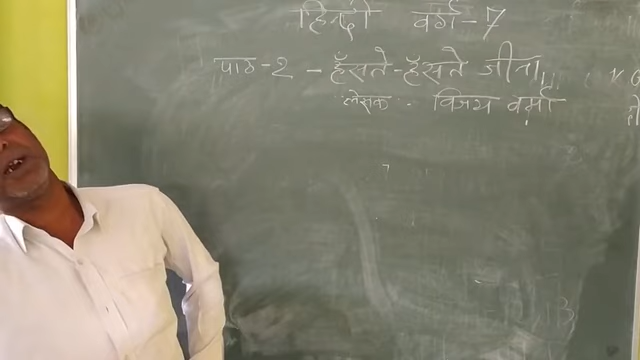 हिन्दी वर्ग-7
पाठ-2 - हँसते-हँसते जीना
लेखक - विजय वर्मा